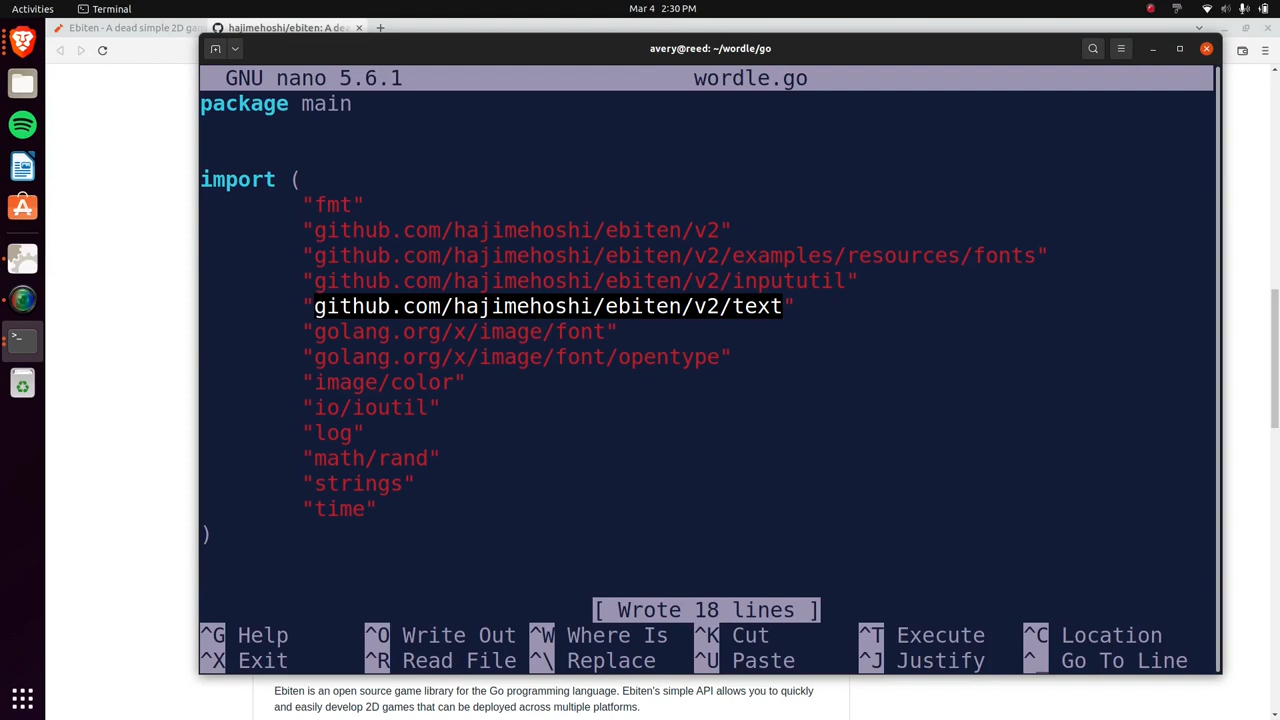 Activities
Terminal
Mar 4 2:30 PM
Ebiten - A dead simple 2D gam
hajimehoshi/ebiten: A dea
avery@reed: ~/wordle/go
GNU nano 5.6.1 wordle.go
package main
import (
"fmt"
"github.com/hajimehoshi/ebiten/v2"
"github.com/hajimehoshi/ebiten/v2/examples/resources/fonts"
"github.com/hajimehoshi/ebiten/v2/inpututil"
"github.com/hajimehoshi/ebiten/v2/text"
"golang.org/x/image/font"
"golang.org/x/image/font/opentype"
"image/color"
"io/ioutil"
"log"
"math/rand"
"strings"
"time"
)
[ Wrote 18 lines ]
^G Help ^O Write Out ^W Where Is ^K Cut ^T Execute ^C Location
^X Exit ^R Read File ^\ Replace ^U Paste ^J Justify ^_ Go To Line
Ebiten is an open source game library for the Go programming language. Ebiten's simple API allows you to quickly
and easily develop 2D games that can be deployed across multiple platforms.